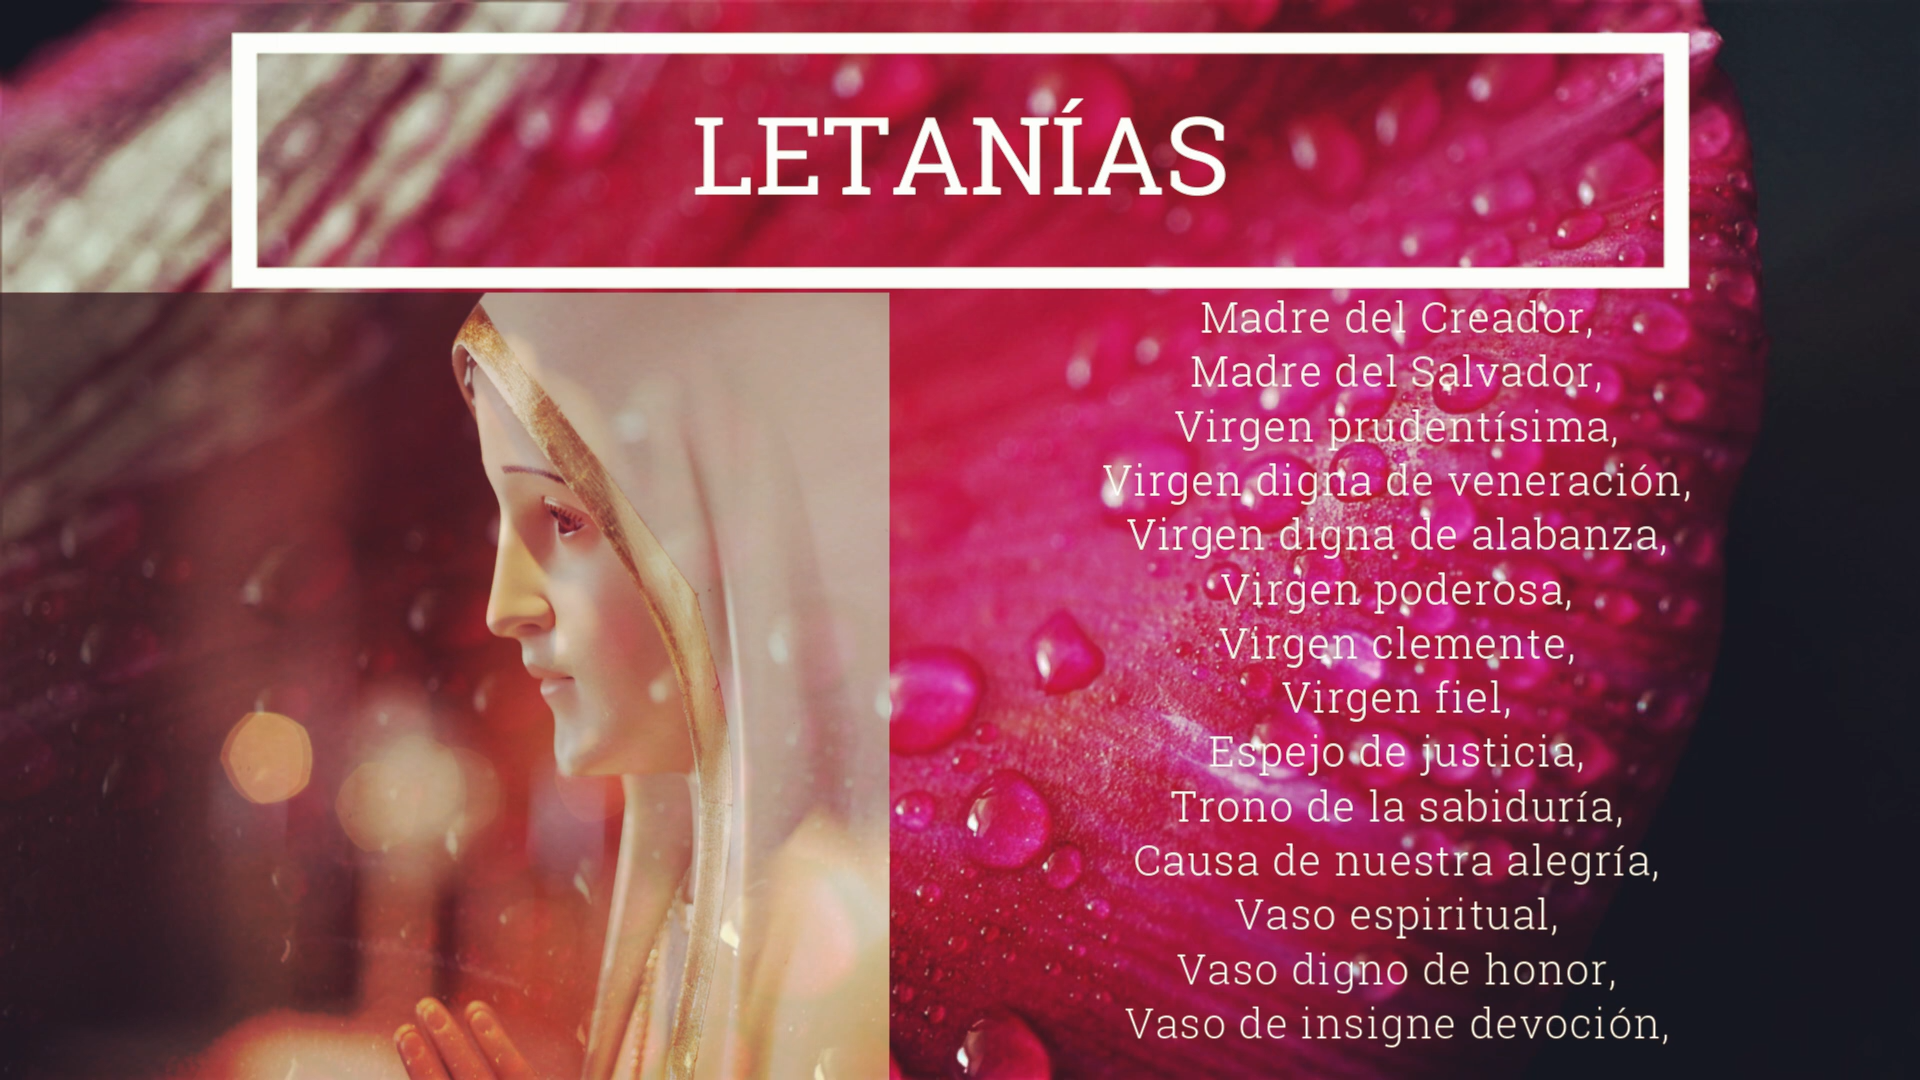 LETANÍAS
Madre del Creador,
Madre del Salvador,
Virgen prudentísima,
Virgen digna de veneración,
Virgen digna de alabanza,
Virgen poderosa,
Virgen clemente,
Virgen fiel,
Espejo de justicia,
Trono de la sabiduría,
Causa de nuestra alegría,
Vaso espiritual,
Vaso digno de honor,
Vaso de insigne devoción,